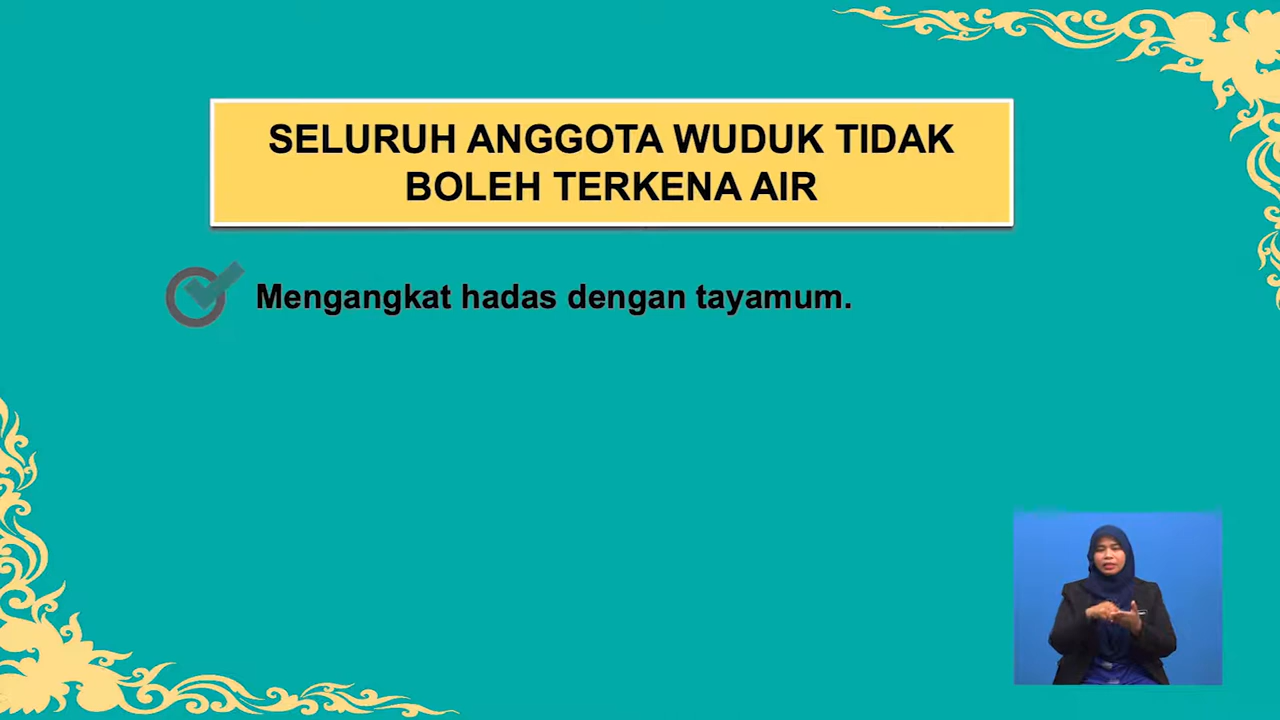 SELURUH ANGGOTA WUDUK TIDAK
BOLEH TERKENA AIR
Mengangkat hadas dengan tayamum.